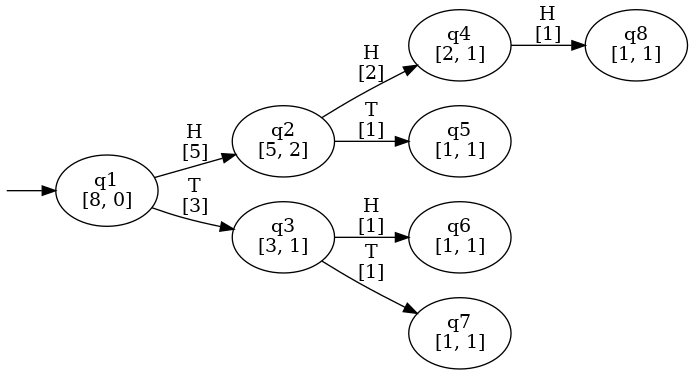 H
[1]
q4
[2, 1]
q8
[1, 1]
H
[2]
T
[1]
q5
[1, 1]
H
[5]
q2
[5, 2]
q1
[8, 0]
T
[3]
H
[1]
q3
[3, 1]
q6
[1, 1]
T
[1]
q7
[1, 1]